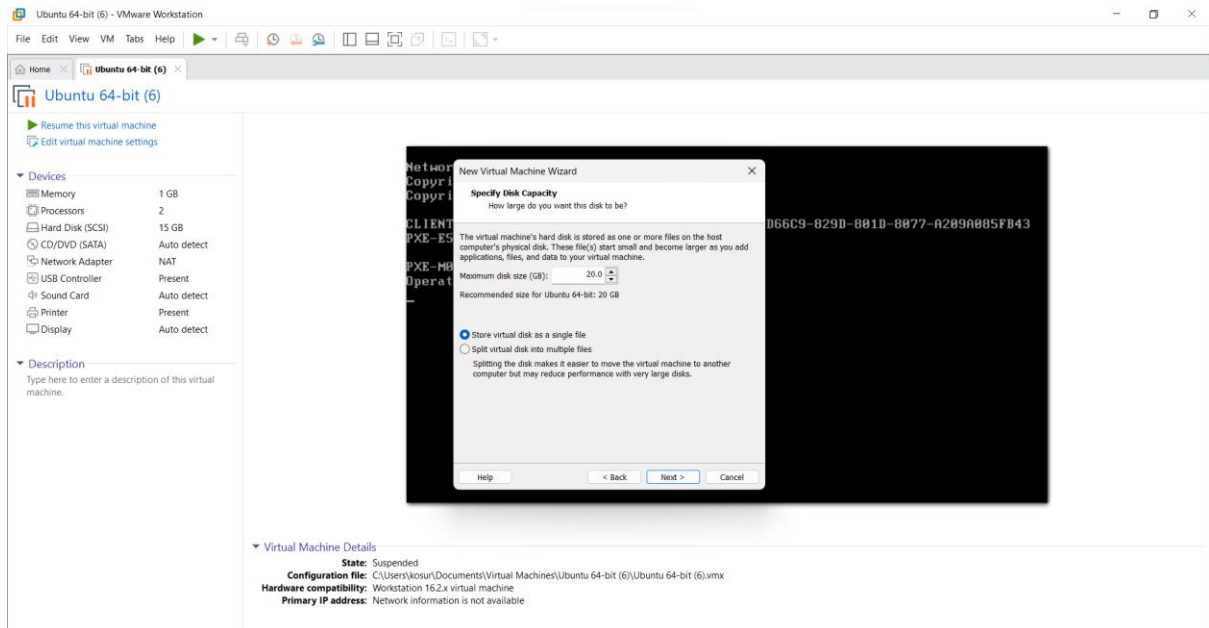 Ubuntu 64-bit (6) - VMware Workstation
File Edit View VM Tabs Help
Home
Ubuntu 64-bit (6)
Ubuntu 64-bit (6)
Resume this virtual machine
Edit virtual machine settings
Devices
Memory 1 GB
Processors 2
Hard Disk (SCSI) 15 GB
CD/DVD (SATA) Auto detect
Network Adapter NAT
USB Controller Present
Sound Card Auto detect
Printer Present
Display Auto detect
Description
Type here to enter a description of this virtual
machine.
Networ
Copyri
Copyri
CLIENT D66C9-829D-801D-8077-A209A085FB43
PXE-E5
PXE-M0
Operat
New Virtual Machine Wizard
Specify Disk Capacity
How large do you want this disk to be?
The virtual machine's hard disk is stored as one or more files on the host
computer's physical disk. These file(s) start small and become larger as you add
applications, files, and data to your virtual machine.
Maximum disk size (GB): 20.0
Recommended size for Ubuntu 64-bit: 20 GB
Store virtual disk as a single file
Split virtual disk into multiple files
Splitting the disk makes it easier to move the virtual machine to another
computer but may reduce performance with very large disks.
Help < Back Next > Cancel
Virtual Machine Details
State: Suspended
Configuration file: C:\Users\kosur\Documents\Virtual Machines\Ubuntu 64-bit (6)\Ubuntu 64-bit (6).vmx
Hardware compatibility: Workstation 16.2.x virtual machine
Primary IP address: Network information is not available